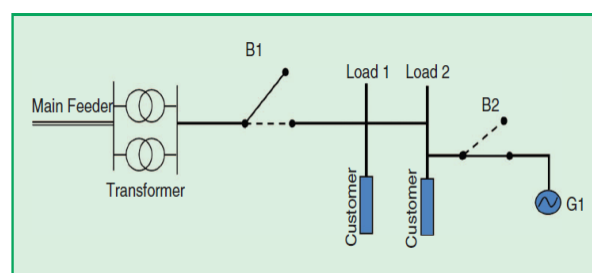 B1
Load 1
Load 2
B2
Main Feeder
Transformer
Customer
Customer
G1